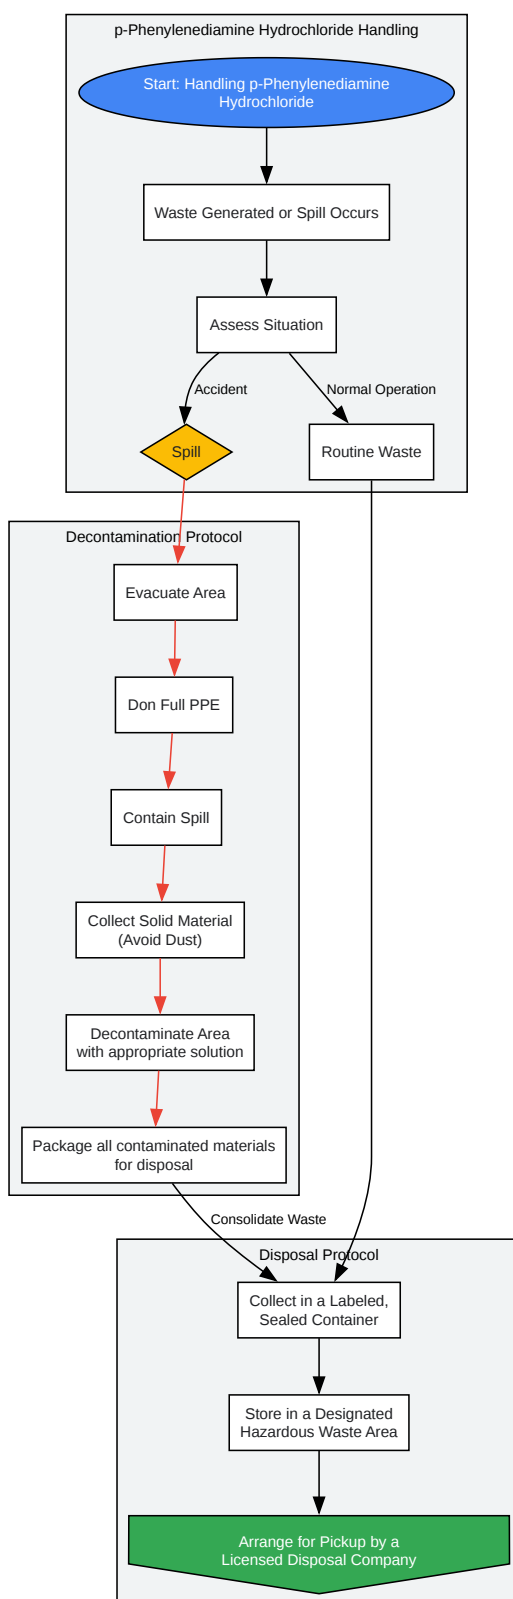 p-Phenylenediamine Hydrochloride Handling
Start: Handling p-Phenylenediamine
Hydrochloride
Waste Generated or Spill Occurs
Assess Situation
Accident
Normal Operation
Spill
Routine Waste
Decontamination Protocol
Evacuate Area
Don Full PPE
Contain Spill
Collect Solid Material
(Avoid Dust)
Decontaminate Area
with appropriate solution
Package all contaminated materials
for disposal
Consolidate Waste
Disposal Protocol
Collect in a Labeled,
Sealed Container
Store in a Designated
Hazardous Waste Area
Arrange for Pickup by a
Licensed Disposal Company